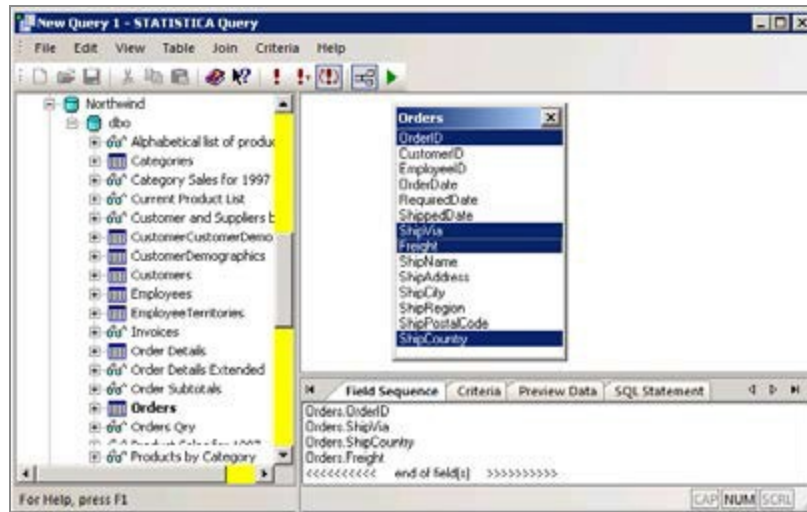 New Query 1 - STATISTICA Query
File Edit View Table Join Criteria Help
Northwind
dbo
Alphabetical list of produc
Categories
Category Sales for 1997
Current Product List
Customer and Suppliers b
CustomerCustomerDemo
CustomerDemographics
Customers
Employees
EmployeeTerritories
Invoices
Order Details
Order Details Extended
Order Subtotals
Orders
Orders Qry
Product Sales for 1997
Products by Category
Orders
OrderID
CustomerID
EmployeeID
OrderDate
RequiredDate
ShippedDate
ShipVia
Freight
ShipName
ShipAddress
ShipCity
ShipRegion
ShipPostalCode
ShipCountry
Field Sequence Criteria Preview Data SQL Statement
Orders.OrderID
Orders.ShipVia
Orders.ShipCountry
Orders.Freight
<<<<<<<<<< end of field(s) >>>>>>>>>>
For Help, press F1
CAP NUM SCRL